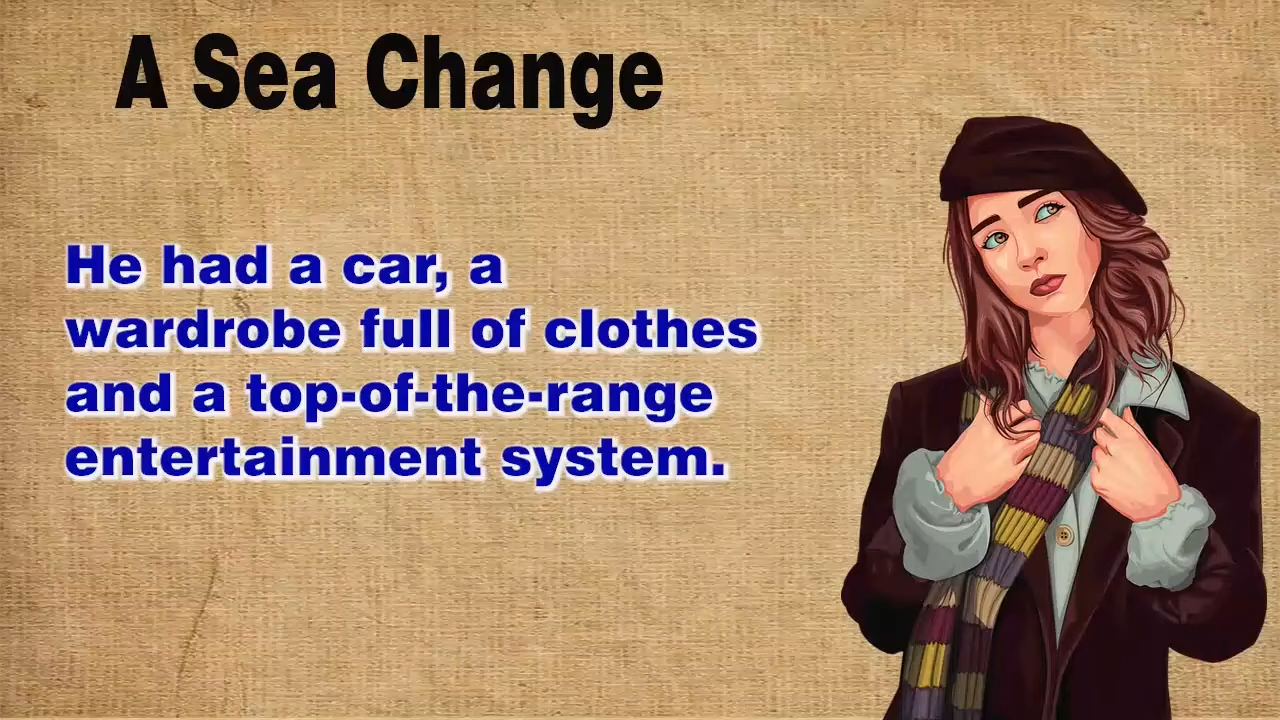 A Sea Change
He had a car, a
wardrobe full of clothes
and a top-of-the-range
entertainment system.